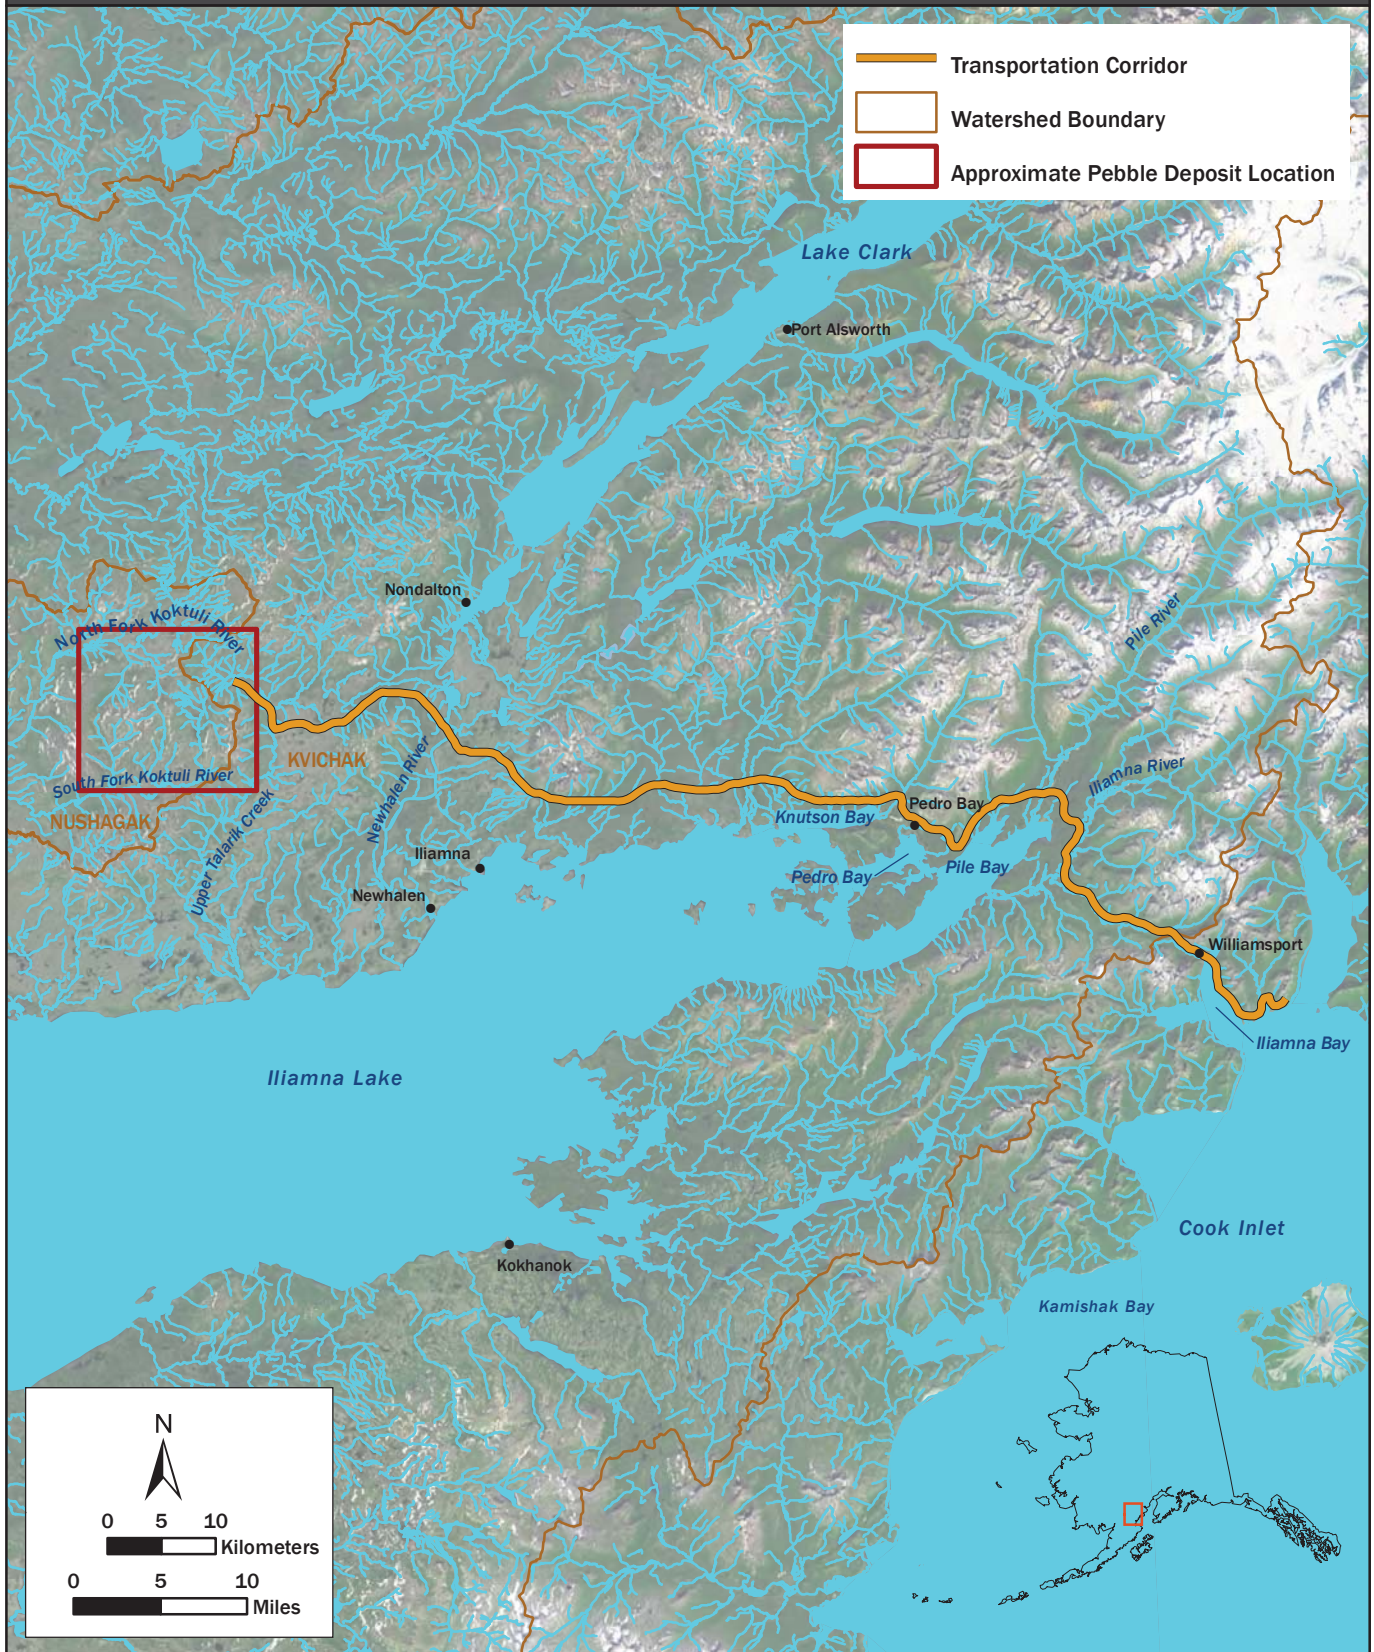 Transportation Corridor
Watershed Boundary
Approximate Pebble Deposit Location
Lake Clark
Port Alsworth
Nondalton
North Fork Koktuli River
Pile River
KVICHAK
Newhalen River
Illamna River
South Fork Koktuli River
NUSHAGAK
Upper Talarik Creek
Pedro Bay
Knutson Bay
Iliamna
Pedro Bay
Pile Bay
Newhalen
Williamsport
Iliamna Bay
Iliamna Lake
Cook Inlet
Kokhanok
Kamishak Bay
N
0 5 10
Kilometers
0 5 10
Miles